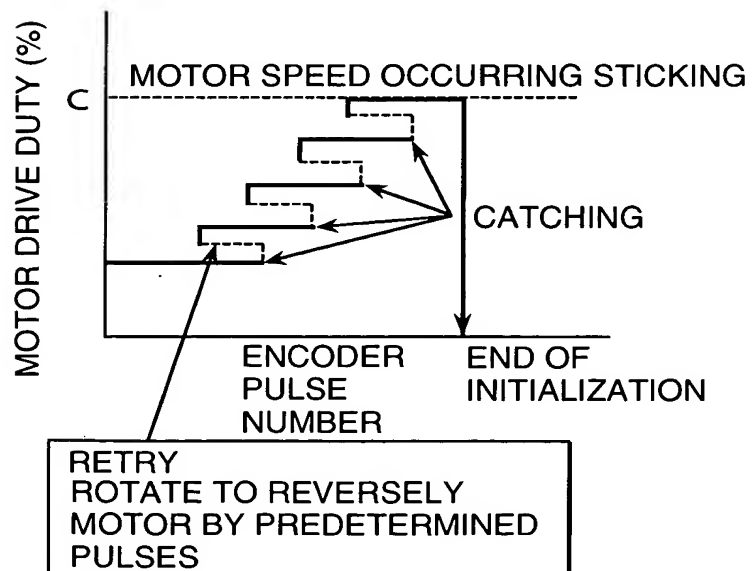 MOTOR DRIVE DUTY (%)
MOTOR SPEED OCCURRING STICKING
C
CATCHING
ENCODER
PULSE
NUMBER
END OF
INITIALIZATION
RETRY
ROTATE TO REVERSELY
MOTOR BY PREDETERMINED
PULSES